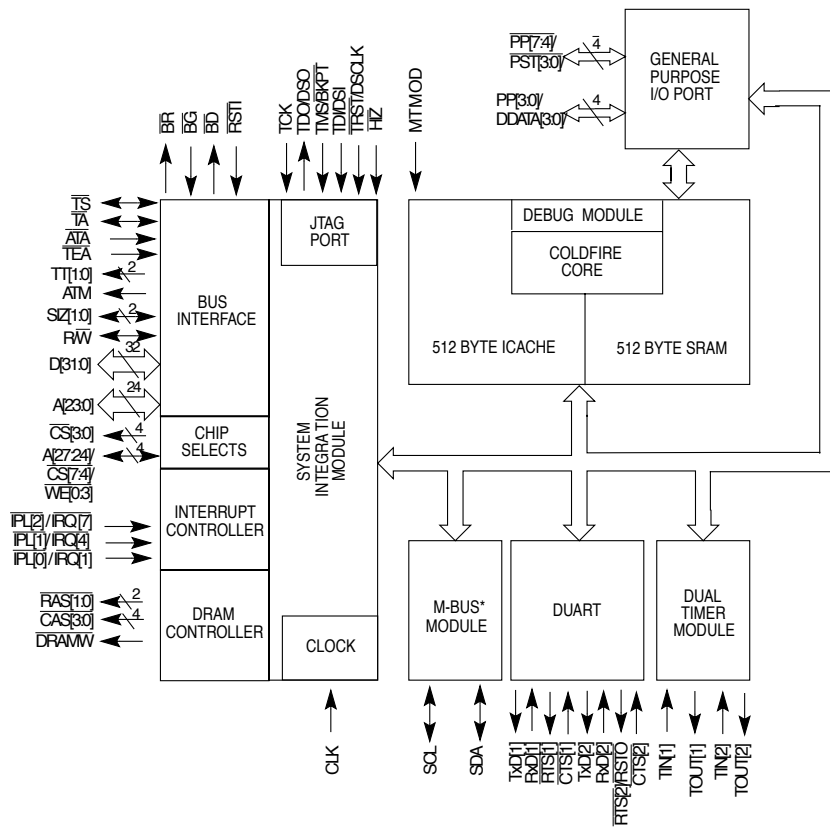 PP[7:4]/
PST[3:0]/
4
PP[3:0]/
DDATA[3:0]/
4
GENERAL
PURPOSE
I/O PORT
BR
BG
BD
RSTI
TCK
TDO/DSO
TMS/BKPT
TDI/DSI
TRST/DSCLK
HIZ
MTMOD
TS
TA
ATA
TEA
TT[1:0]
2
ATM
SIZ[1:0]
2
R/W
D[31:0]
32
A[23:0]
24
CS[3:0]
4
A[27:24]/
4
CS[7:4]/
WE[0:3]
IPL[2]/IRQ[7]
IPL[1]/IRQ[4]
IPL[0]/IRQ[1]
RAS[1:0]
2
CAS[3:0]
4
DRAMW
BUS
INTERFACE
CHIP
SELECTS
INTERRUPT
CONTROLLER
DRAM
CONTROLLER
JTAG
PORT
SYSTEM
INTEGRATION
MODULE
CLOCK
CLK
DEBUG MODULE
COLDFIRE
CORE
512 BYTE ICACHE
512 BYTE SRAM
M-BUS*
MODULE
DUART
DUAL
TIMER
MODULE
SCL
SDA
TxD[1]
RxD[1]
RTS[1]
CTS[1]
TxD[2]
RxD[2]
RTS[2]/RSTO
CTS[2]
TIN[1]
TOUT[1]
TIN[2]
TOUT[2]